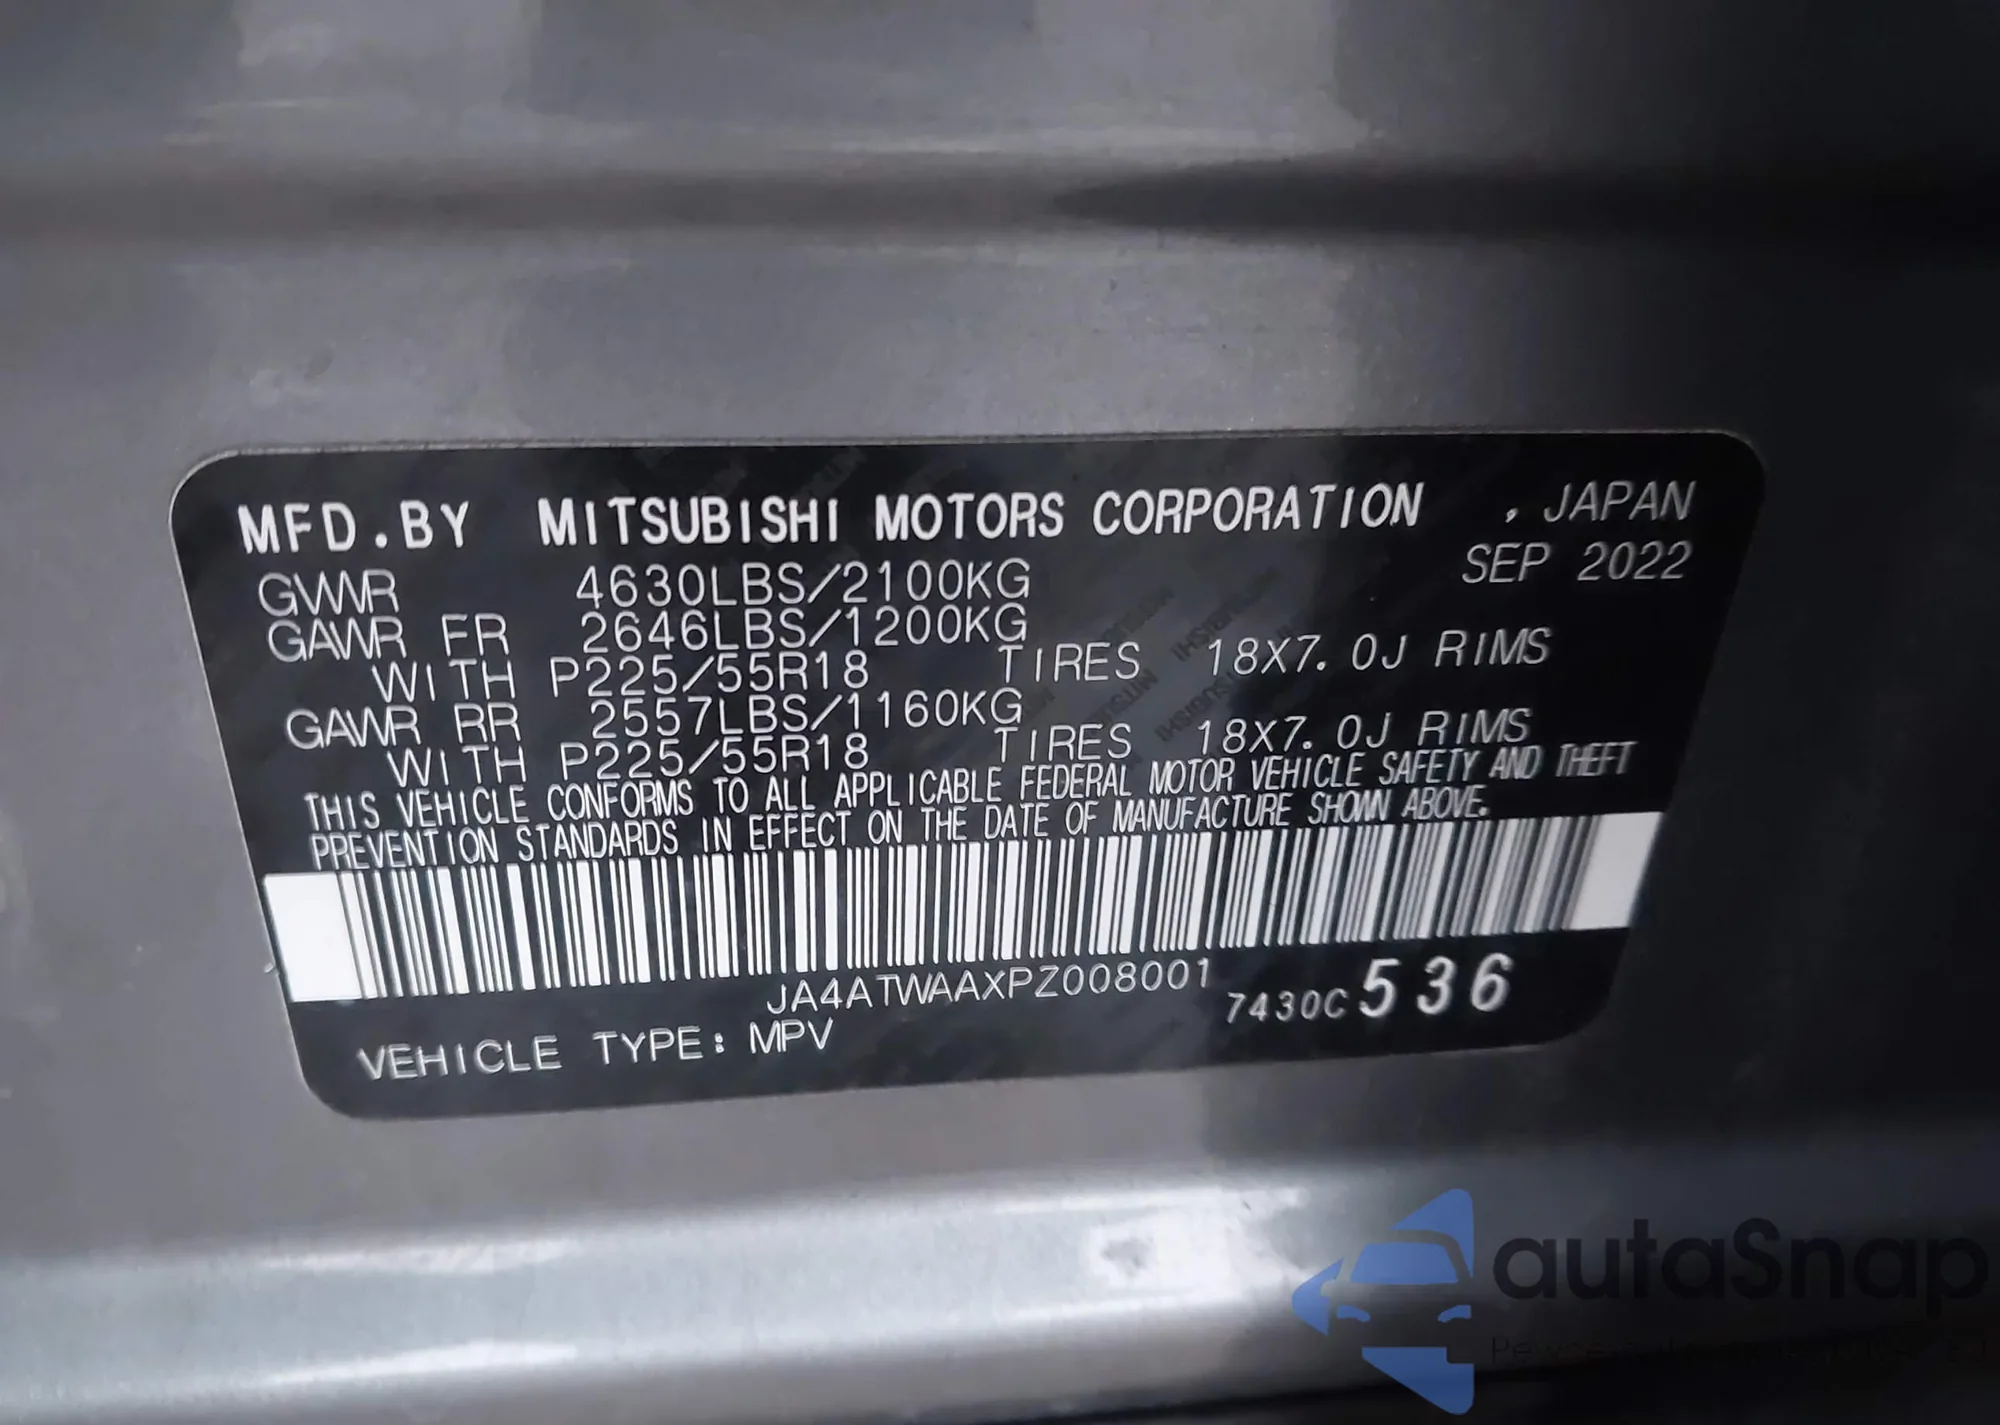 MFD.BY MITSUBISHI MOTORS CORPORATION , JAPAN
SEP 2022
GVWR 4630LBS/2100KG
GAWR FR 2646LBS/1200KG
WITH P225/55R18 TIRES 18X7.0J RIMS
GAWR RR 2557LBS/1160KG
WITH P225/55R18 TIRES 18X7.0J RIMS
THIS VEHICLE CONFORMS TO ALL APPLICABLE FEDERAL MOTOR VEHICLE SAFETY AND THEFT
PREVENTION STANDARDS IN EFFECT ON THE DATE OF MANUFACTURE SHOWN ABOVE.
JA4ATWAAXPZ008001
7430C 536
VEHICLE TYPE: MPV
autaSnap